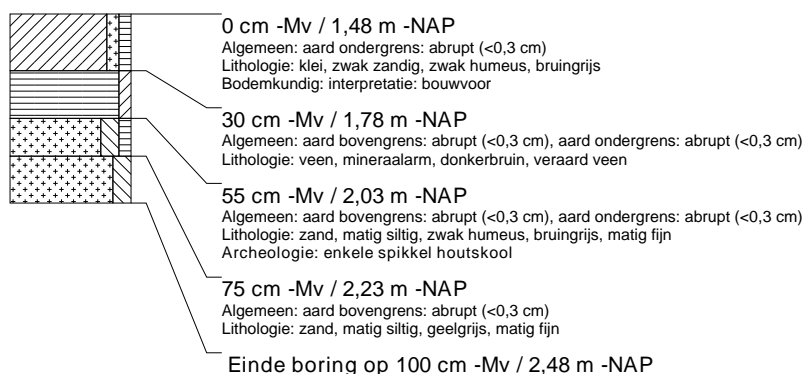 0 cm -Mv / 1,48 m -NAP
Algemeen: aard ondergrens: abrupt (<0,3 cm)
Lithologie: klei, zwak zandig, zwak humeus, bruingrijs
Bodemkundig: interpretatie: bouwvoor
30 cm -Mv / 1,78 m -NAP
Algemeen: aard bovengrens: abrupt (<0,3 cm), aard ondergrens: abrupt (<0,3 cm)
Lithologie: veen, mineraalarm, donkerbruin, veraard veen
55 cm -Mv / 2,03 m -NAP
Algemeen: aard bovengrens: abrupt (<0,3 cm), aard ondergrens: abrupt (<0,3 cm)
Lithologie: zand, matig siltig, zwak humeus, bruingrijs, matig fijn
Archeologie: enkele spikkel houtskool
75 cm -Mv / 2,23 m -NAP
Algemeen: aard bovengrens: abrupt (<0,3 cm)
Lithologie: zand, matig siltig, geelgrijs, matig fijn
Einde boring op 100 cm -Mv / 2,48 m -NAP